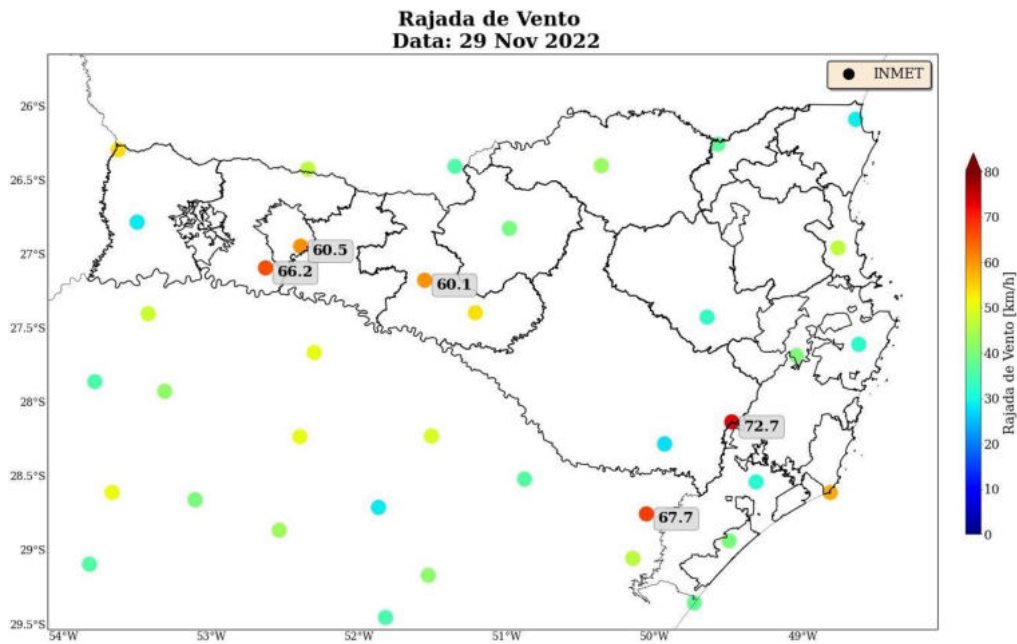 Rajada de Vento
Data: 29 Nov 2022
INMET
26°S
26.5°S
27°S
27.5°S
28°S
28.5°S
29°S
29.5°S
60.5
66.2
60.1
72.7
67.7
54°W
53°W
52°W
51°W
50°W
49°W
80
70
60
50
40
30
20
10
0
Rajada de Vento [km/h]